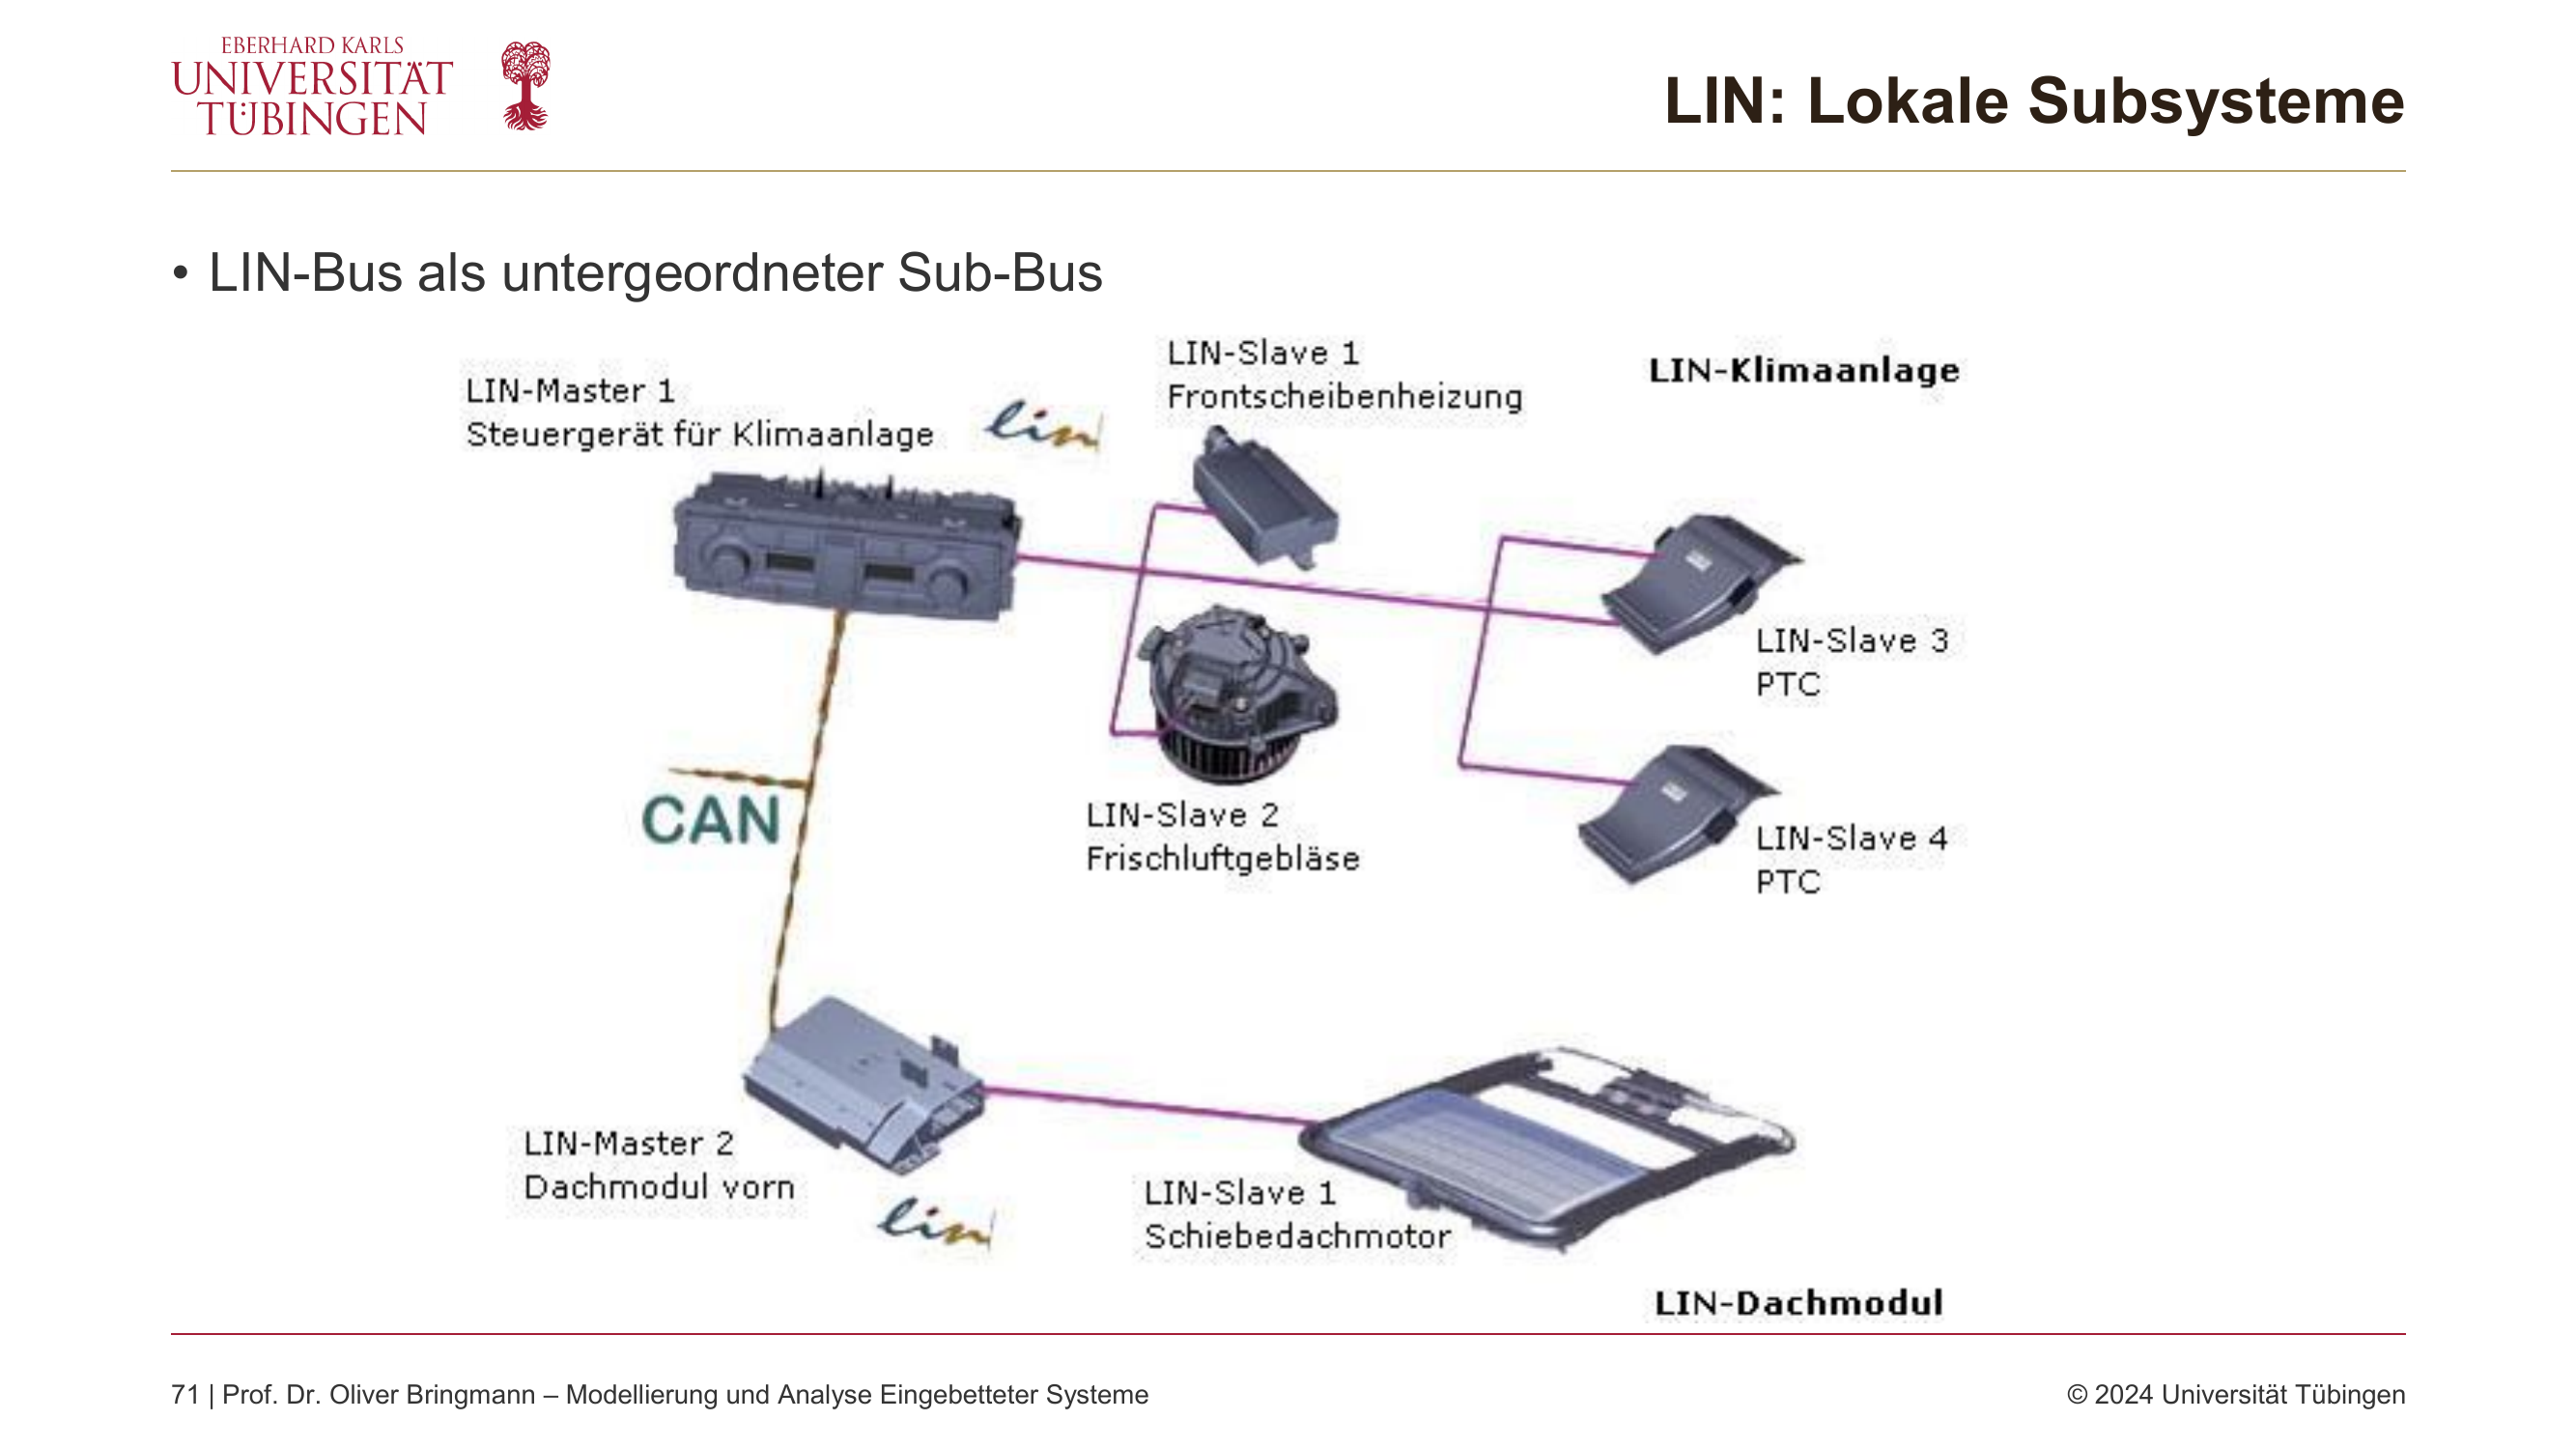 EBERHARD KARLS
UNIVERSITÄT
TÜBINGEN
LIN: Lokale Subsysteme
• LIN-Bus als untergeordneter Sub-Bus
LIN-Master 1
Steuergerät für Klimaanlage
lin
LIN-Slave 1
Frontscheibenheizung
LIN-Klimaanlage
LIN-Slave 3
PTC
CAN
LIN-Slave 2
Frischluftgebläse
LIN-Slave 4
PTC
LIN-Master 2
Dachmodul vorn
lin
LIN-Slave 1
Schiebedachmotor
LIN-Dachmodul
71 | Prof. Dr. Oliver Bringmann – Modellierung und Analyse Eingebetteter Systeme
© 2024 Universität Tübingen